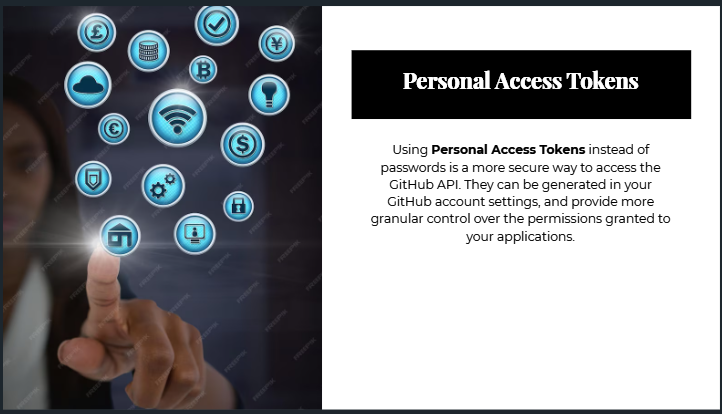 Personal Access Tokens
Using Personal Access Tokens instead of
passwords is a more secure way to access the
GitHub API. They can be generated in your
GitHub account settings, and provide more
granular control over the permissions granted to
your applications.